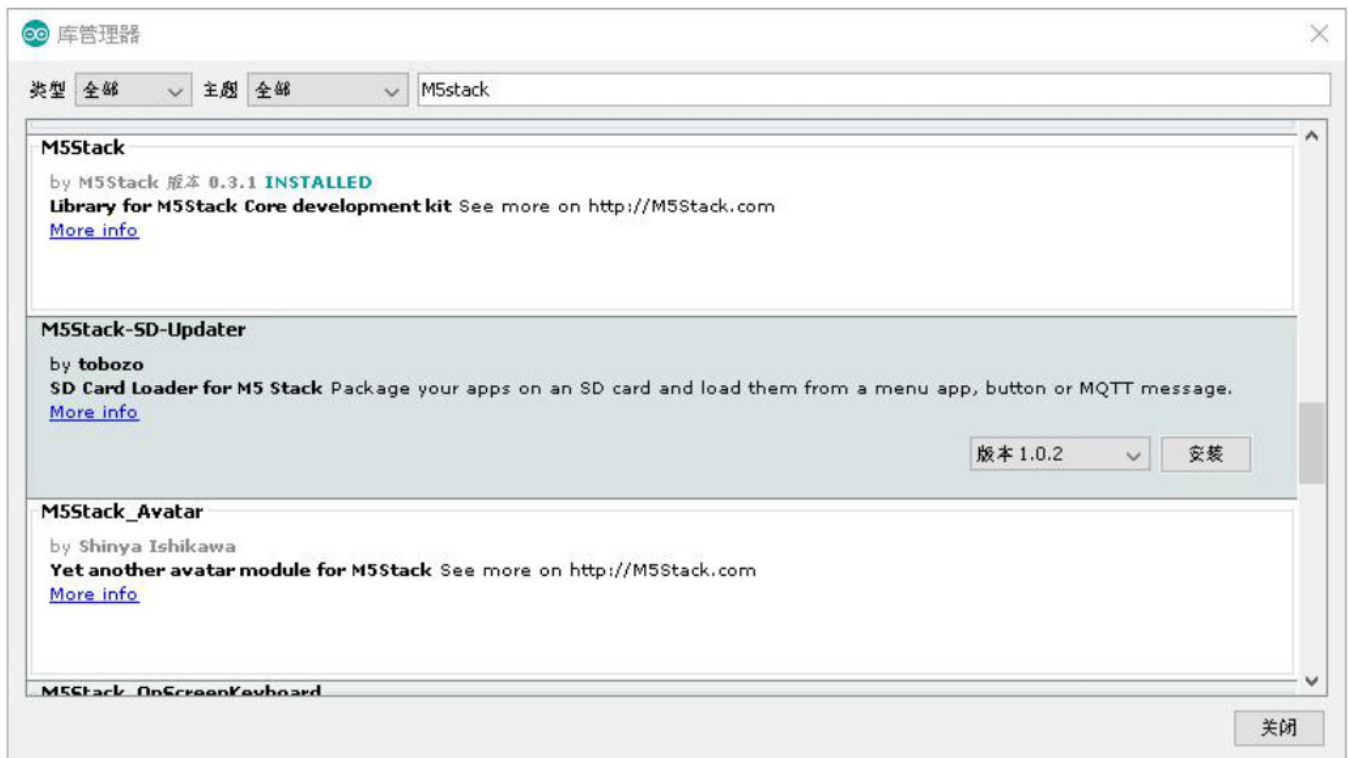 库管理器
类型 全部 主题 全部 M5stack
M5Stack
by M5Stack 版本 0.3.1 INSTALLED
Library for M5Stack Core development kit See more on http://M5Stack.com
More info
M5Stack-SD-Updater
by tobozo
SD Card Loader for M5 Stack Package your apps on an SD card and load them from a menu app, button or MQTT message.
More info
版本 1.0.2 安装
M5Stack_Avatar
by Shinya Ishikawa
Yet another avatar module for M5Stack See more on http://M5Stack.com
More info
M5Stack_OnScreenKeyboard
关闭